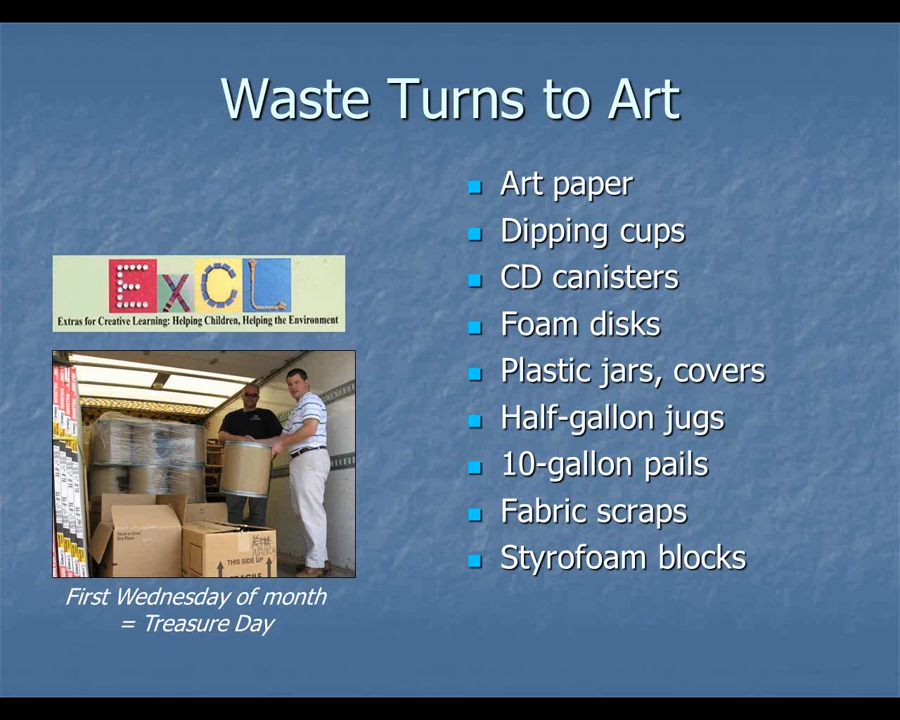 Waste Turns to Art
ExCL
Extras for Creative Learning: Helping Children, Helping the Environment
THIS SIDE UP
FRAGILE
First Wednesday of month
= Treasure Day
Art paper
Dipping cups
CD canisters
Foam disks
Plastic jars, covers
Half-gallon jugs
10-gallon pails
Fabric scraps
Styrofoam blocks